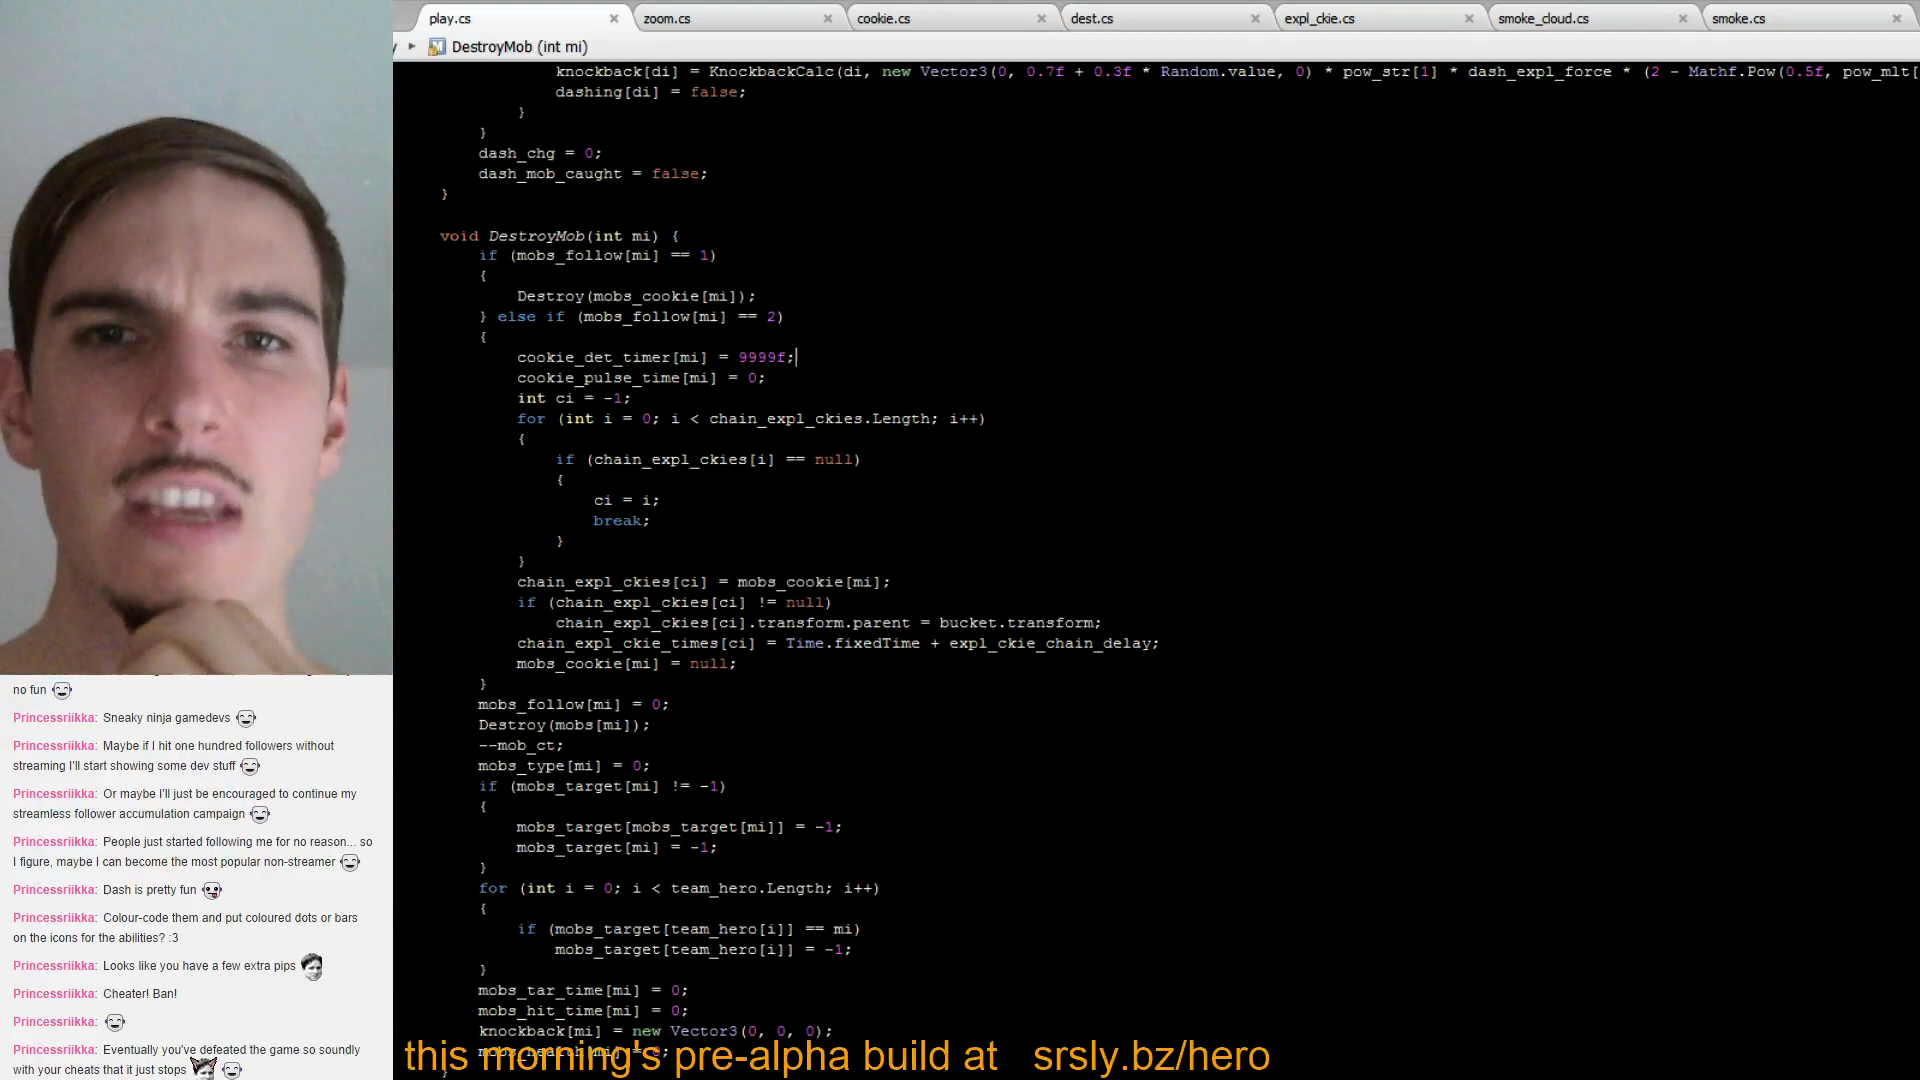 play.cs
zoom.cs
cookie.cs
dest.cs
expl_ckie.cs
smoke_cloud.cs
smoke.cs
DestroyMob (int mi)
knockback[di] = KnockbackCalc(di, new Vector3(0, 0.7f + 0.3f * Random.value, 0) * pow_str[1] * dash_expl_force * (2 - Mathf.Pow(0.5f, pow_mlt[
dashing[di] = false;
}
}
dash_chg = 0;
dash_mob_caught = false;
}
void DestroyMob(int mi) {
if (mobs_follow[mi] == 1)
{
Destroy(mobs_cookie[mi]);
} else if (mobs_follow[mi] == 2)
{
cookie_det_timer[mi] = 9999f;
cookie_pulse_time[mi] = 0;
int ci = -1;
for (int i = 0; i < chain_expl_ckies.Length; i++)
{
if (chain_expl_ckies[i] == null)
{
ci = i;
break;
}
}
chain_expl_ckies[ci] = mobs_cookie[mi];
if (chain_expl_ckies[ci] != null)
chain_expl_ckies[ci].transform.parent = bucket.transform;
chain_expl_ckie_times[ci] = Time.fixedTime + expl_ckie_chain_delay;
mobs_cookie[mi] = null;
}
mobs_follow[mi] = 0;
Destroy(mobs[mi]);
--mob_ct;
mobs_type[mi] = 0;
if (mobs_target[mi] != -1)
{
mobs_target[mobs_target[mi]] = -1;
mobs_target[mi] = -1;
}
for (int i = 0; i < team_hero.Length; i++)
{
if (mobs_target[team_hero[i]] == mi)
mobs_target[team_hero[i]] = -1;
}
mobs_tar_time[mi] = 0;
mobs_hit_time[mi] = 0;
knockback[mi] = new Vector3(0, 0, 0);
this morning's pre-alpha build at srsly.bz/hero
no fun
Princessriikka: Sneaky ninja gamedevs
Princessriikka: Maybe if I hit one hundred followers without
streaming I'll start showing some dev stuff
Princessriikka: Or maybe I'll just be encouraged to continue my
streamless follower accumulation campaign
Princessriikka: People just started following me for no reason... so
I figure, maybe I can become the most popular non-streamer
Princessriikka: Dash is pretty fun
Princessriikka: Colour-code them and put coloured dots or bars
on the icons for the abilities? :3
Princessriikka: Looks like you have a few extra pips
Princessriikka: Cheater! Ban!
Princessriikka:
Princessriikka: Eventually you've defeated the game so soundly
with your cheats that it just stops